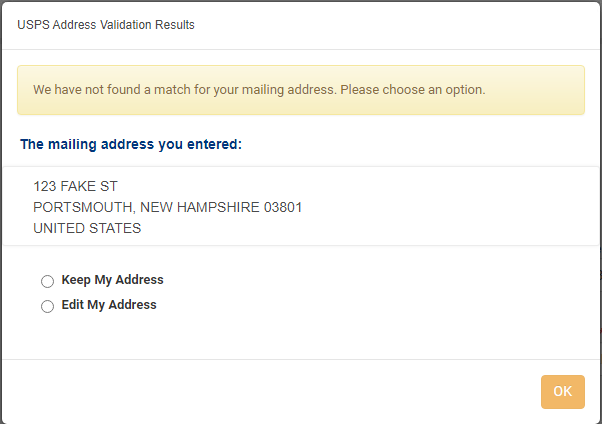 USPS Address Validation Results
We have not found a match for your mailing address. Please choose an option.
The mailing address you entered:
123 FAKE ST
PORTSMOUTH, NEW HAMPSHIRE 03801
UNITED STATES
Keep My Address
Edit My Address
OK